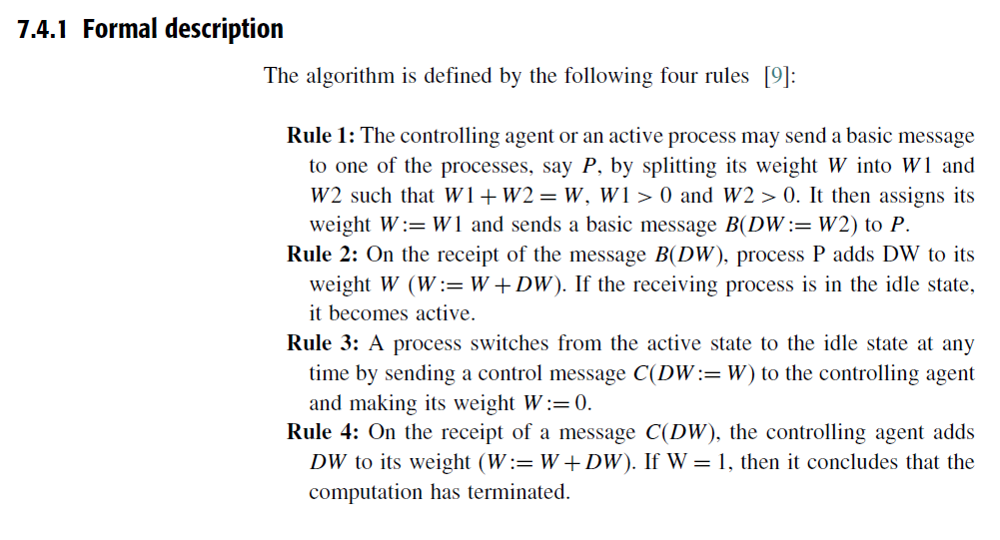 7.4.1 Formal description
The algorithm is defined by the following four rules [9]:
Rule 1: The controlling agent or an active process may send a basic message
to one of the processes, say P, by splitting its weight W into W1 and
W2 such that W1 + W2 = W, W1 > 0 and W2 > 0. It then assigns its
weight W := W1 and sends a basic message B(DW := W2) to P.
Rule 2: On the receipt of the message B(DW), process P adds DW to its
weight W (W := W + DW). If the receiving process is in the idle state,
it becomes active.
Rule 3: A process switches from the active state to the idle state at any
time by sending a control message C(DW := W) to the controlling agent
and making its weight W := 0.
Rule 4: On the receipt of a message C(DW), the controlling agent adds
DW to its weight (W := W + DW). If W = 1, then it concludes that the
computation has terminated.